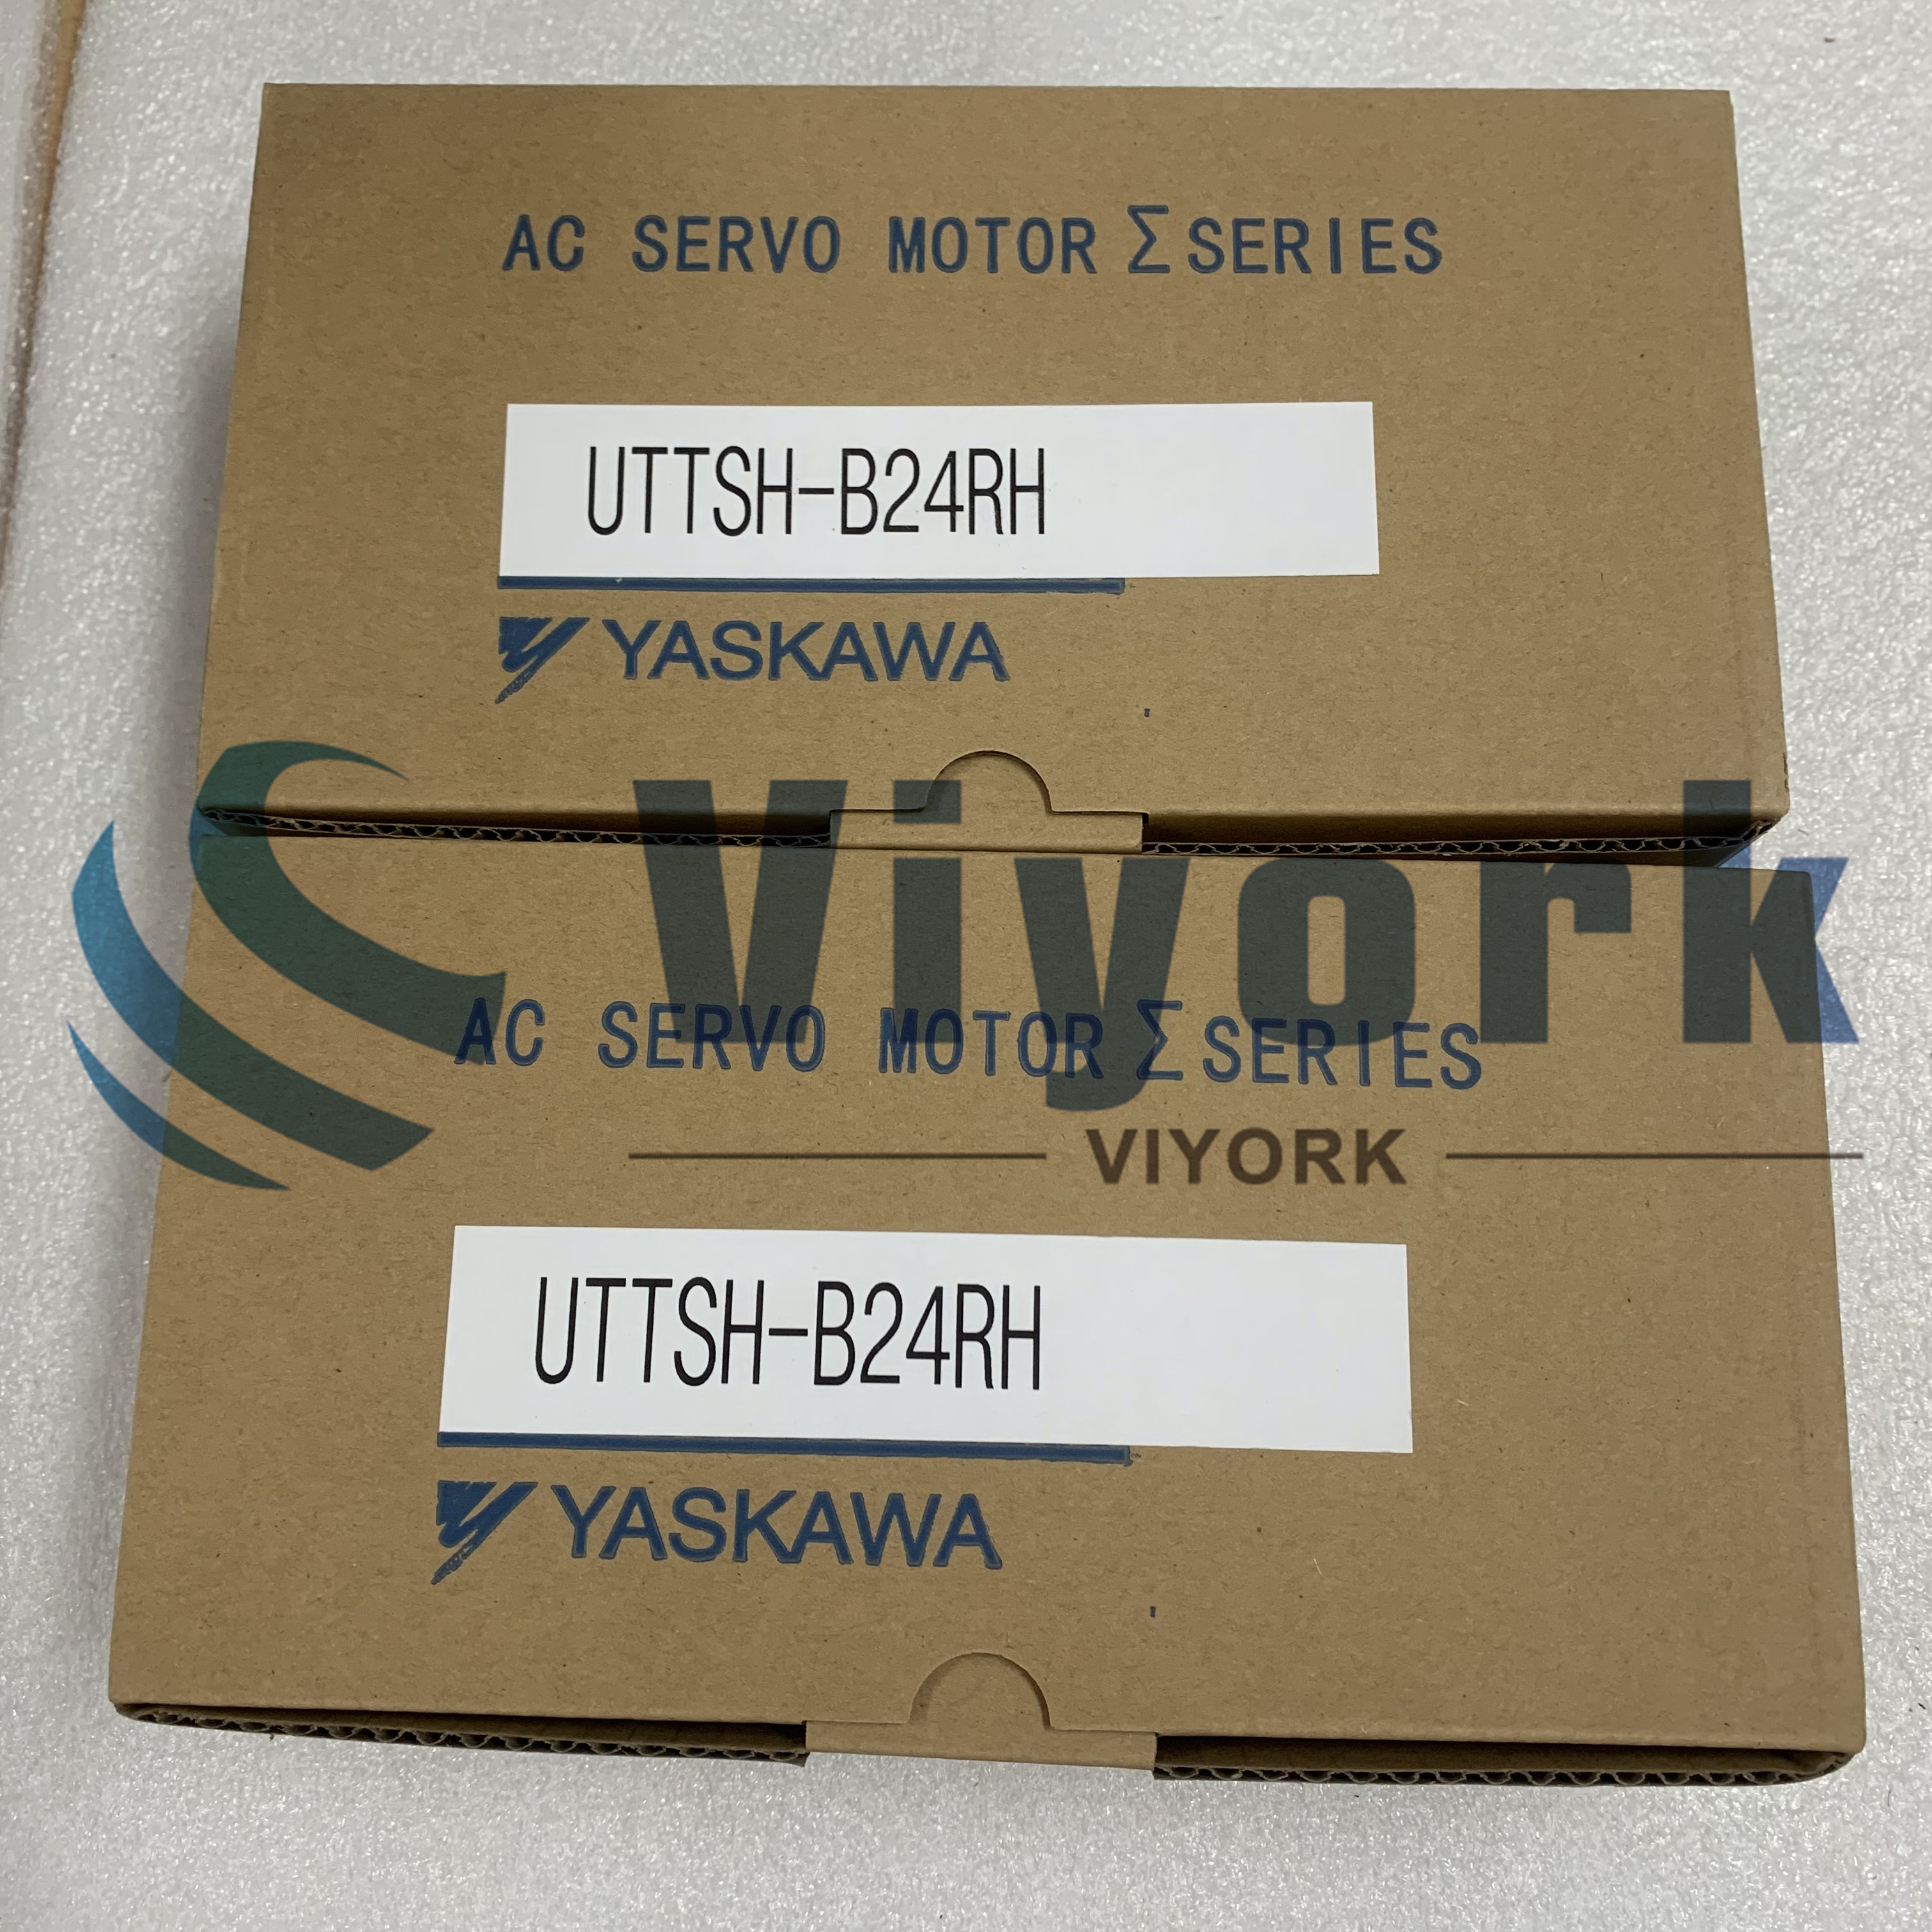 AC SERVO MOTOR Σ SERIES
UTTSH-B24RH
YASKAWA
Viyork
AC SERVO MOTOR Σ SERIES
VIYORK
UTTSH-B24RH
YASKAWA